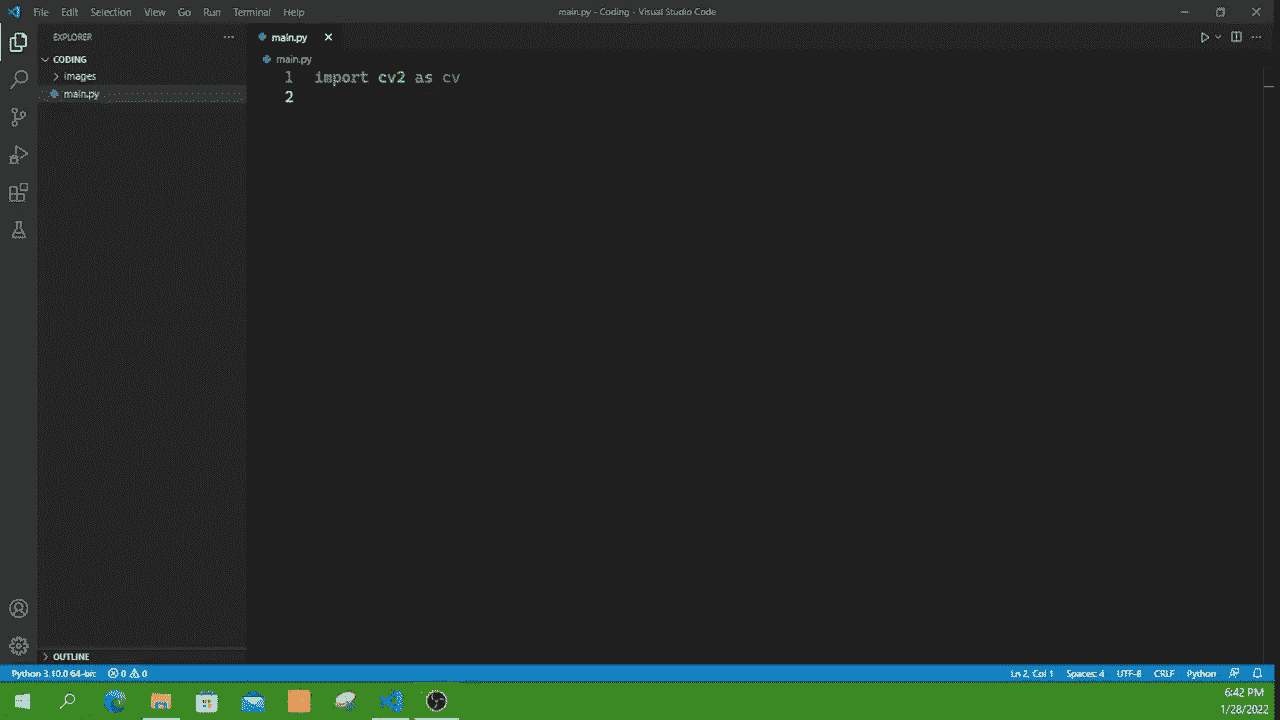 File Edit Selection View Go Run Terminal Help
main.py - Coding - Visual Studio Code
EXPLORER
main.py
CODING
main.py
images
main.py
1 import cv2 as cv
2
OUTLINE
Python 3.10.0 64-bit 0 0
Ln 2, Col 1 Spaces: 4 UTF-8 CRLF Python
6:42 PM
1/28/2022